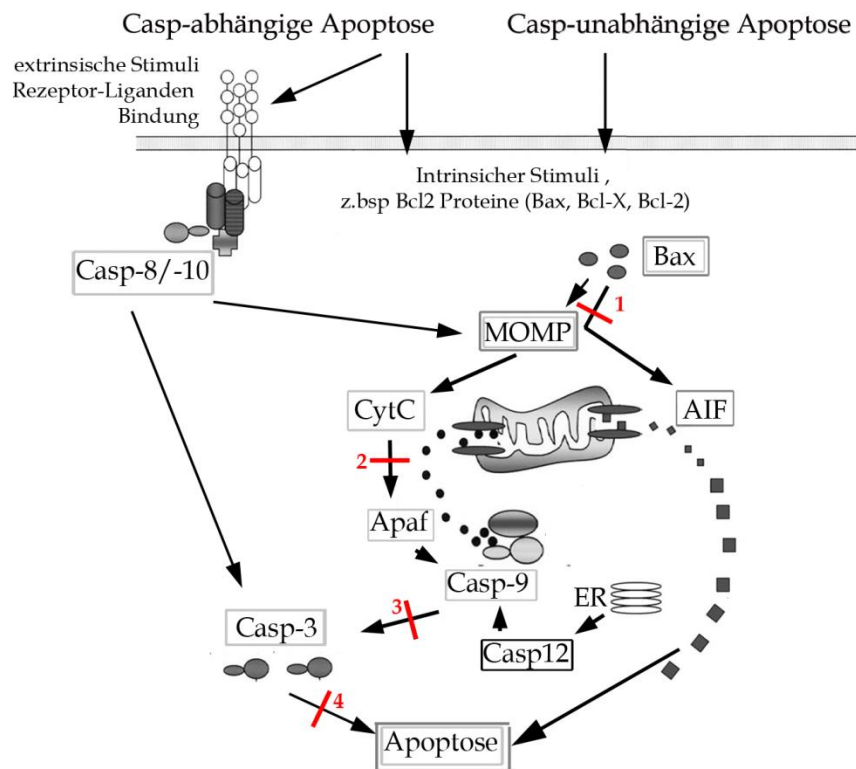 Casp-abhängige Apoptose
Casp-unabhängige Apoptose
extrinsische Stimuli
Rezeptor-Liganden
Bindung
Intrinsicher Stimuli ,
z.bsp Bcl2 Proteine (Bax, Bcl-X, Bcl-2)
Bax
Casp-8/-10
1
MOMP
CytC
AIF
2
Apaf
Casp-9
ER
3
Casp-3
Casp12
4
Apoptose